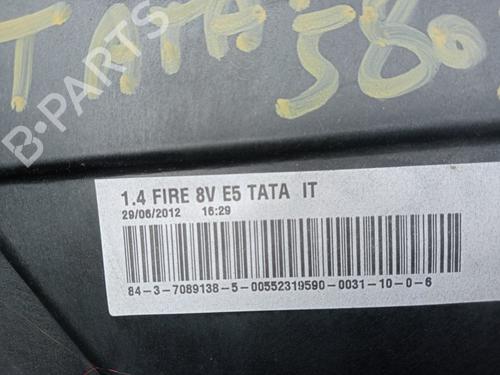 TATA
580
B-PARTS
1.4 FIRE 8V E5 TATA IT
29/06/2012 16:29
84-3-7089138-5-00552319590-0031-10-0-6